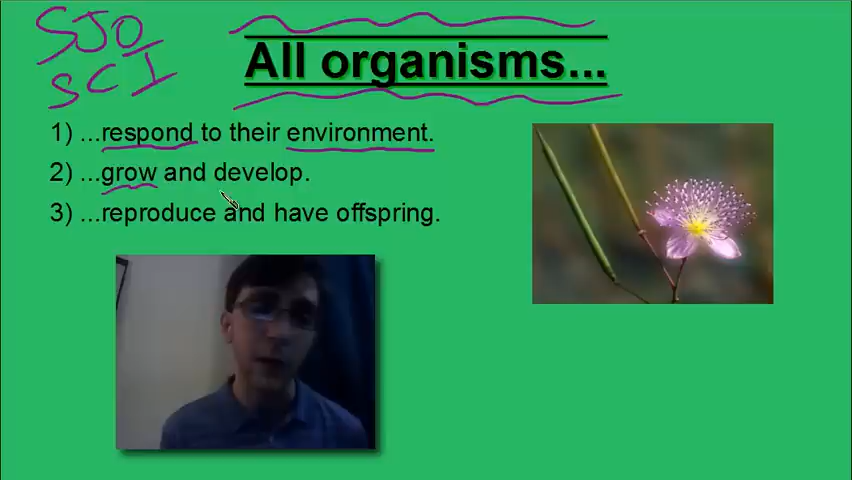 SJO
SCI
All organisms...
1) ...respond to their environment.
2) ...grow and develop.
3) ...reproduce and have offspring.